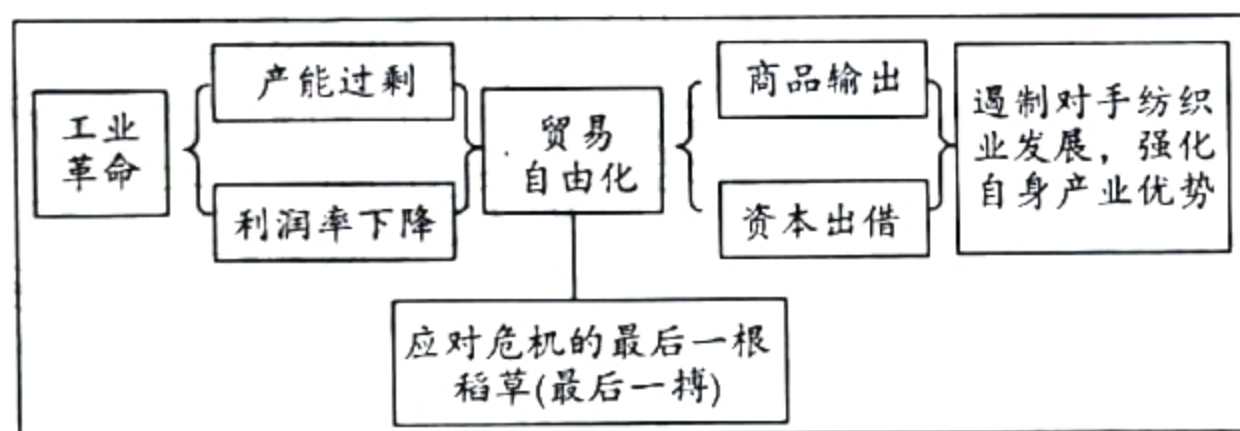 工业
革命
产能过剩
利润率下降
贸易
自由化
商品输出
资本出借
遏制对手纺织
业发展，强化
自身产业优势
应对危机的最后一根
稻草(最后一搏)